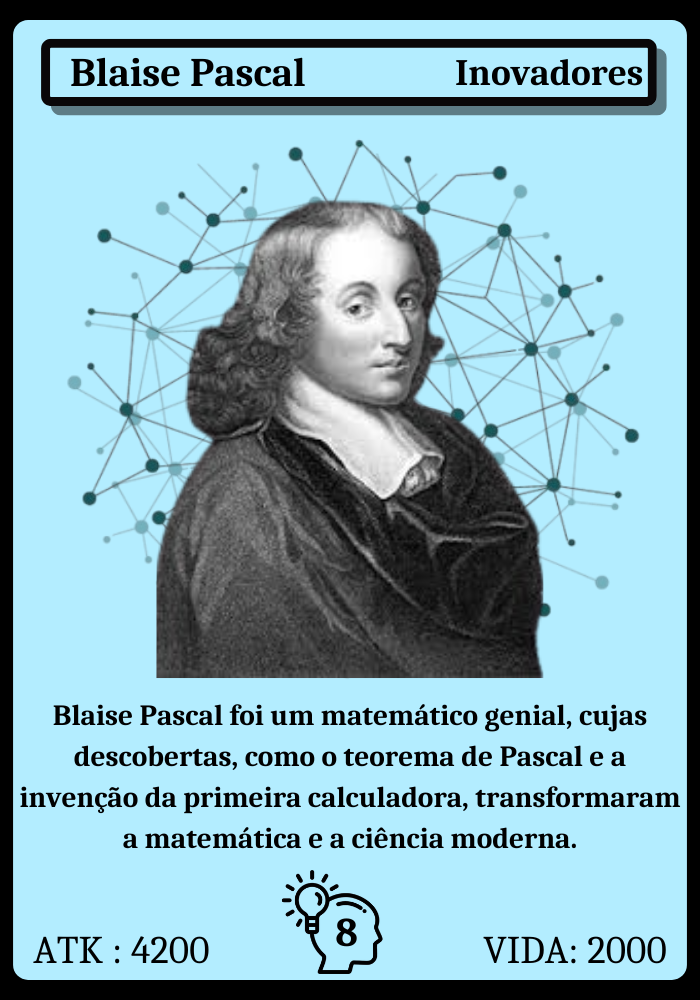 Blaise Pascal Inovadores
Blaise Pascal foi um matemático genial, cujas
descobertas, como o teorema de Pascal e a
invenção da primeira calculadora, transformaram
a matemática e a ciência moderna.
8
ATK : 4200 VIDA: 2000